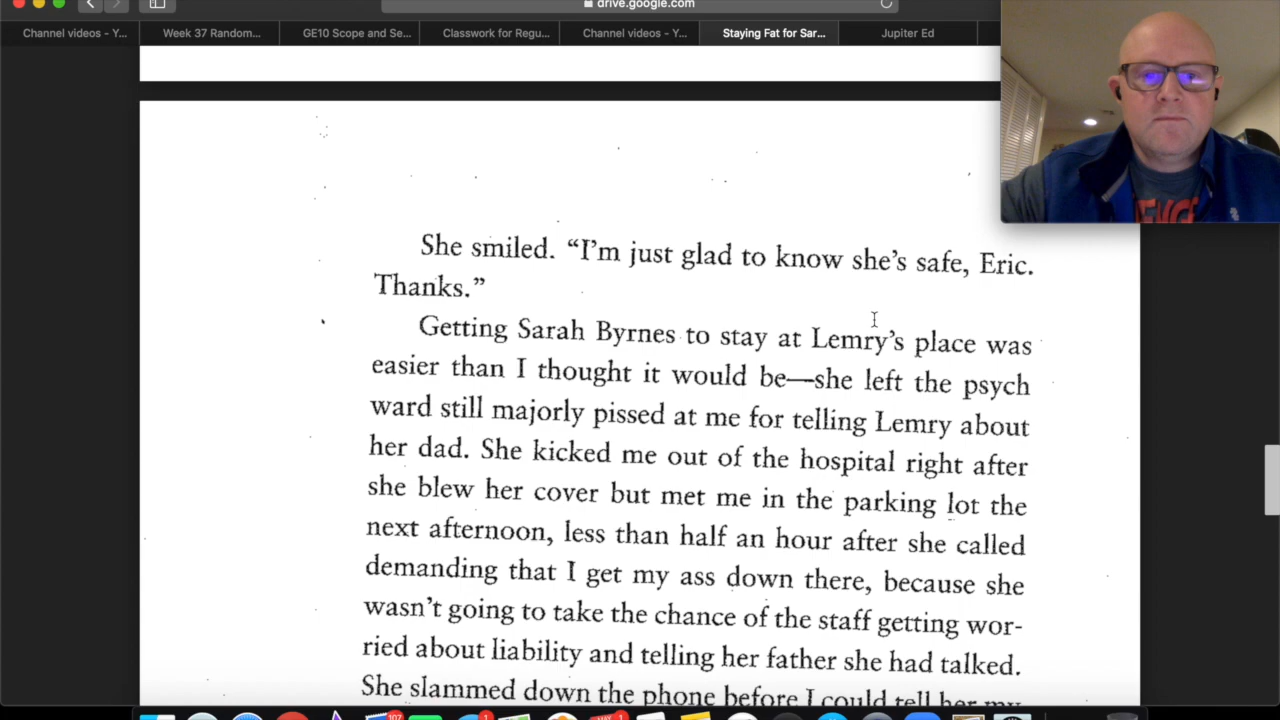 drive.google.com
Channel videos - Y...
Week 37 Random...
GE10 Scope and Se...
Classwork for Regu...
Channel videos - Y...
Staying Fat for Sar...
Jupiter Ed
She smiled. “I’m just glad to know she’s safe, Eric.
Thanks.”
Getting Sarah Byrnes to stay at Lemry’s place was
easier than I thought it would be—she left the psych
ward still majorly pissed at me for telling Lemry about
her dad. She kicked me out of the hospital right after
she blew her cover but met me in the parking lot the
next afternoon, less than half an hour after she called
demanding that I get my ass down there, because she
wasn’t going to take the chance of the staff getting wor-
ried about liability and telling her father she had talked.
She slammed down the phone before I could tell her my
107
1
MAY
1